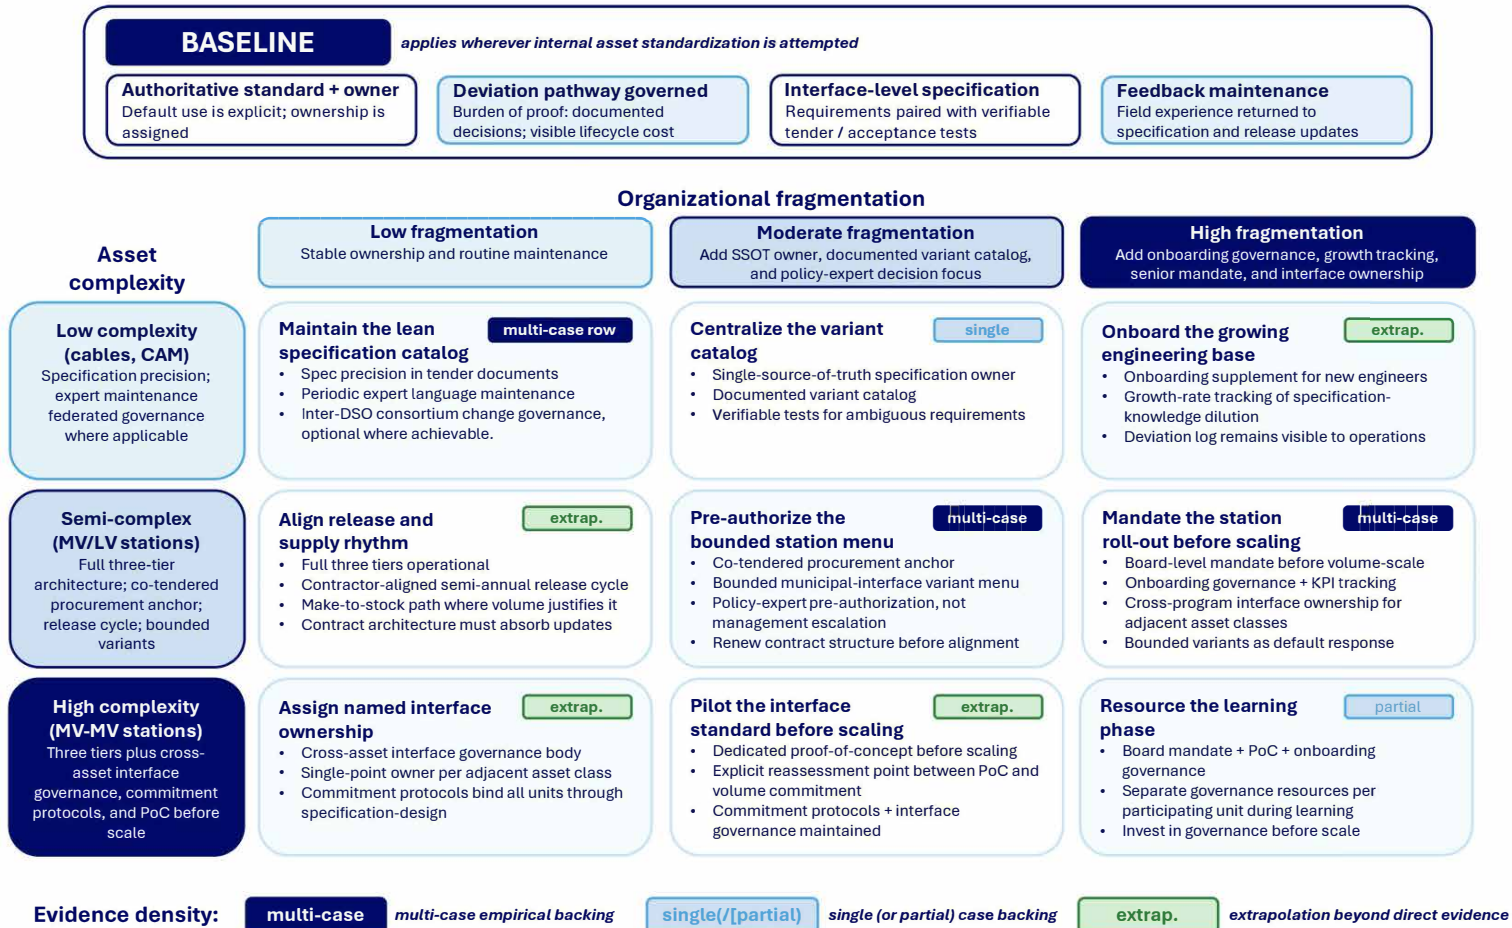 BASELINE
applies wherever internal asset standardization is attempted
Authoritative standard + owner
Default use is explicit; ownership is
assigned
Deviation pathway governed
Burden of proof: documented
decisions; visible lifecycle cost
Interface-level specification
Requirements paired with verifiable
tender / acceptance tests
Feedback maintenance
Field experience returned to
specification and release updates
Organizational fragmentation
Asset
complexity
Low fragmentation
Stable ownership and routine maintenance
Moderate fragmentation
Add SSOT owner, documented variant catalog,
and policy-expert decision focus
High fragmentation
Add onboarding governance, growth tracking,
senior mandate, and interface ownership
Low complexity
(cables, CAM)
Specification precision;
expert maintenance
federated governance
where applicable
Maintain the lean
specification catalog
multi-case row
• Spec precision in tender documents
• Periodic expert language maintenance
• Inter-DSO consortium change governance,
optional where achievable.
Centralize the variant
catalog
single
• Single-source-of-truth specification owner
• Documented variant catalog
• Verifiable tests for ambiguous requirements
Onboard the growing
engineering base
extrap.
• Onboarding supplement for new engineers
• Growth-rate tracking of specification-
knowledge dilution
• Deviation log remains visible to operations
Semi-complex
(MV/LV stations)
Full three-tier
architecture; co-tendered
procurement anchor;
release cycle; bounded
variants
Align release and
supply rhythm
extrap.
• Full three tiers operational
• Contractor-aligned semi-annual release cycle
• Make-to-stock path where volume justifies it
• Contract architecture must absorb updates
Pre-authorize the
bounded station menu
multi-case
• Co-tendered procurement anchor
• Bounded municipal-interface variant menu
• Policy-expert pre-authorization, not
management escalation
• Renew contract structure before alignment
Mandate the station
roll-out before scaling
multi-case
• Board-level mandate before volume-scale
• Onboarding governance + KPI tracking
• Cross-program interface ownership for
adjacent asset classes
• Bounded variants as default response
High complexity
(MV-MV stations)
Three tiers plus cross-
asset interface
governance, commitment
protocols, and PoC before
scale
Assign named interface
ownership
extrap.
• Cross-asset interface governance body
• Single-point owner per adjacent asset class
• Commitment protocols bind all units through
specification-design
Pilot the interface
standard before scaling
extrap.
• Dedicated proof-of-concept before scaling
• Explicit reassessment point between PoC and
volume commitment
• Commitment protocols + interface
governance maintained
Resource the learning
phase
partial
• Board mandate + PoC + onboarding
governance
• Separate governance resources per
participating unit during learning
• Invest in governance before scale
Evidence density:
multi-case
multi-case empirical backing
single(/[partial)
single (or partial) case backing
extrap.
extrapolation beyond direct evidence